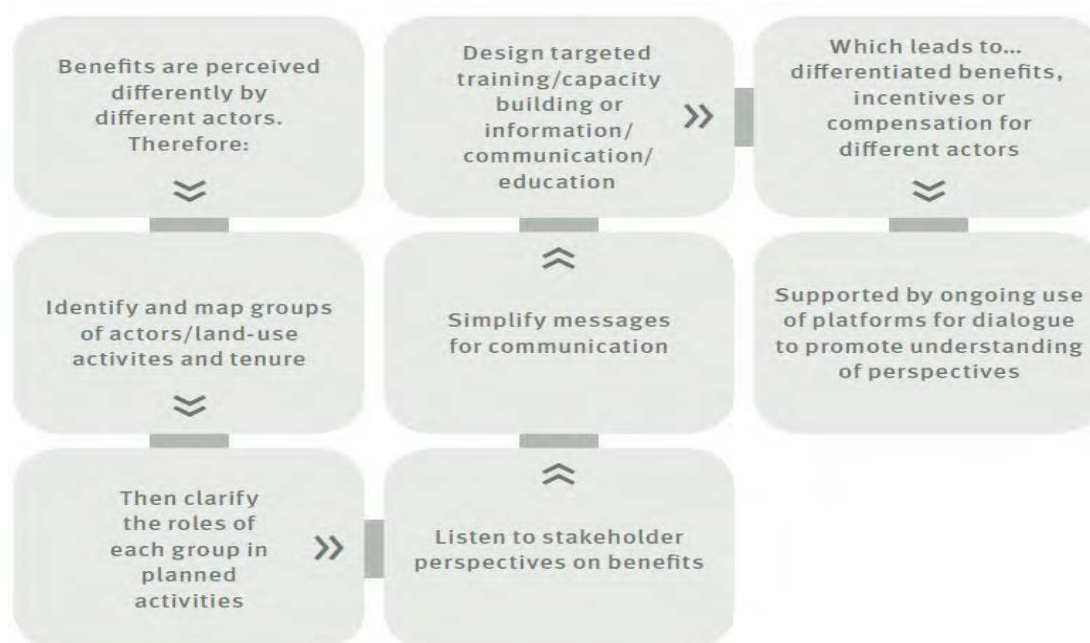 Benefits are perceived
differently by
different actors.
Therefore:
Identify and map groups
of actors/land-use
activites and tenure
Then clarify
the roles of
each group in
planned
activities
Listen to stakeholder
perspectives on benefits
Simplify messages
for communication
Design targeted
training/capacity
building or
information/
communication/
education
Which leads to...
differentiated benefits,
incentives or
compensation for
different actors
Supported by ongoing use
of platforms for dialogue
to promote understanding
of perspectives